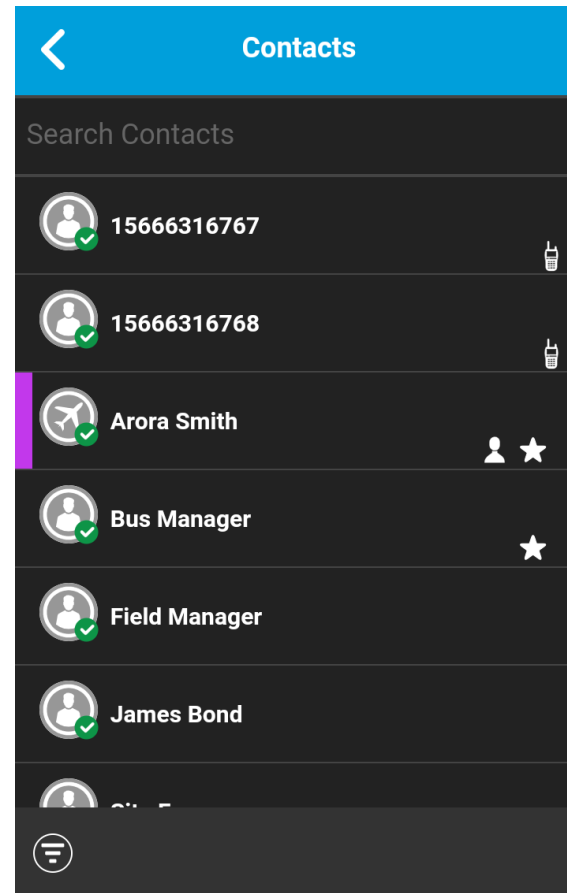 Contacts
Search Contacts
15666316767
15666316768
Arora Smith
Bus Manager
Field Manager
James Bond